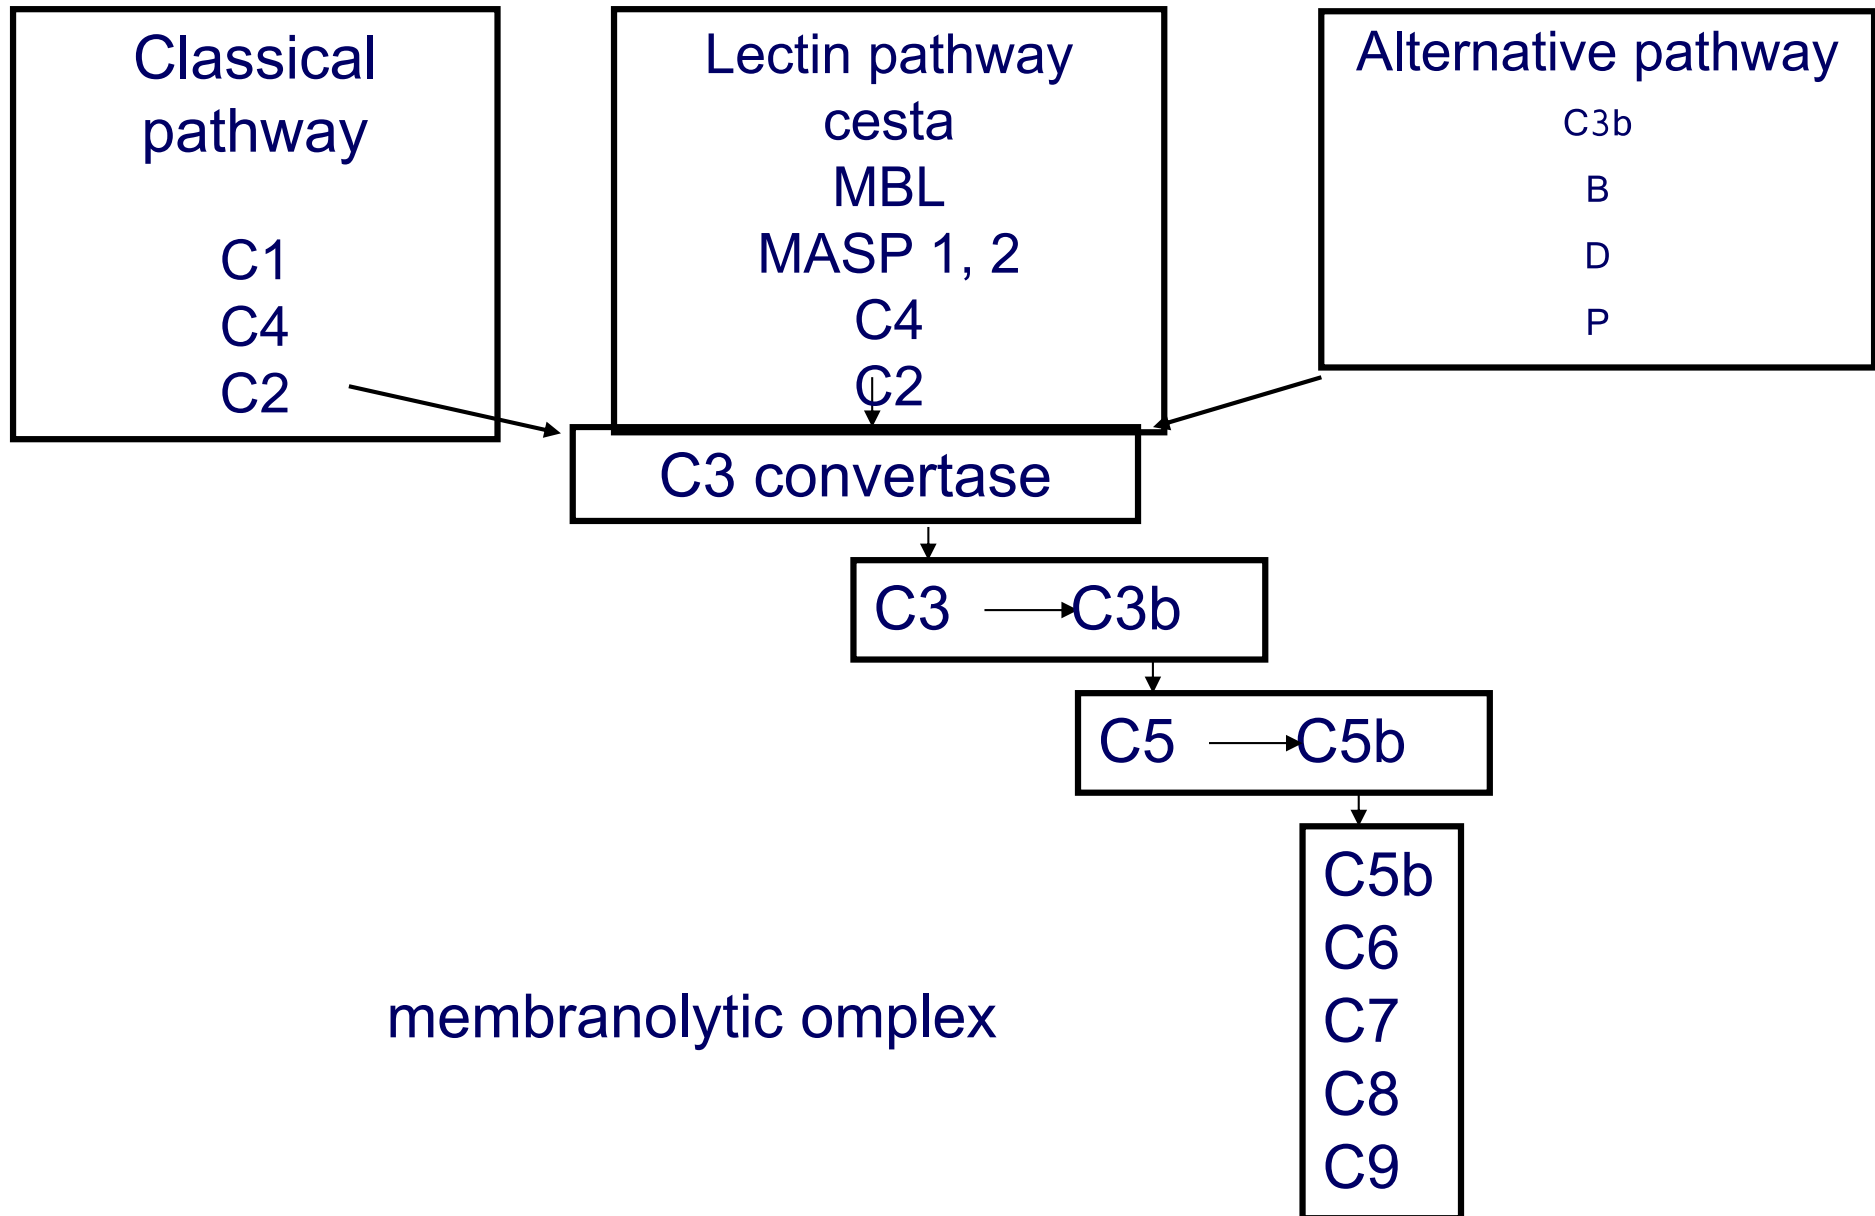 Classical
pathway
C1
C4
C2
Lectin pathway
cesta
MBL
MASP 1, 2
C4
C2
Alternative pathway
C3b
B
D
P
C3 convertase
C3 C3b
C5 C5b
C5b
C6
C7
C8
C9
membranolytic omplex